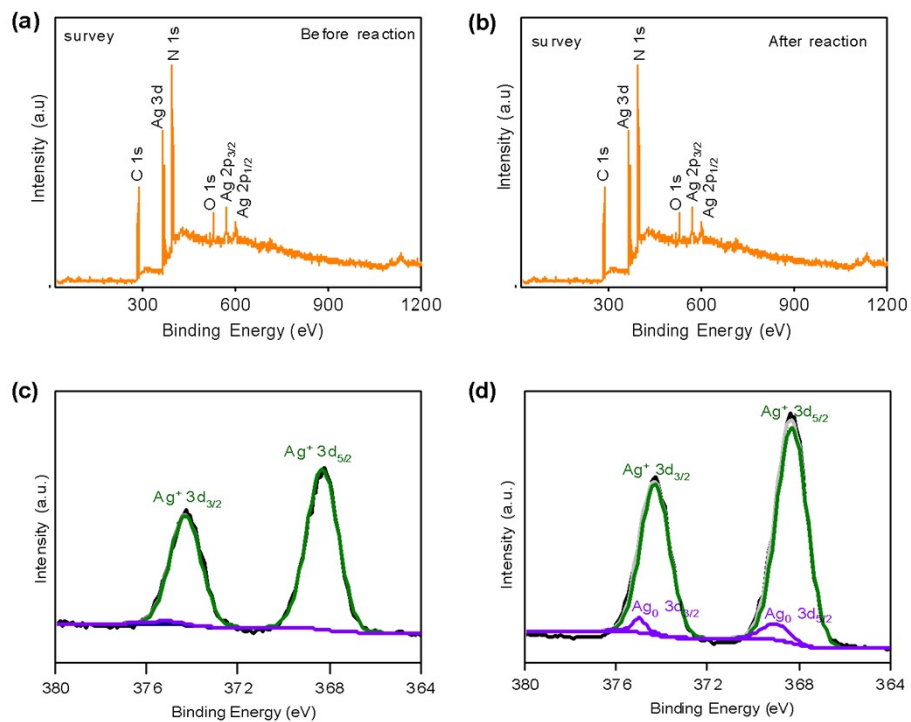 (a)
survey
Before reaction
C 1s
Ag 3d
N 1s
O 1s
Ag 2p3/2
Ag 2p1/2
Intensity (a.u)
300 600 900 1200
Binding Energy (eV)
(b)
survey
After reaction
C 1s
Ag 3d
N 1s
O 1s
Ag 2p3/2
Ag 2p1/2
Intensity (a.u)
300 600 900 1200
Binding Energy (eV)
(c)
Ag+ 3d3/2
Ag+ 3d5/2
Intensity (a.u.)
380 376 372 368 364
Binding Energy (eV)
(d)
Ag+ 3d5/2
Ag+ 3d3/2
Ag0 3d3/2
Ag0 3d5/2
Intensity (a.u.)
380 376 372 368 364
Binding Energy (eV)